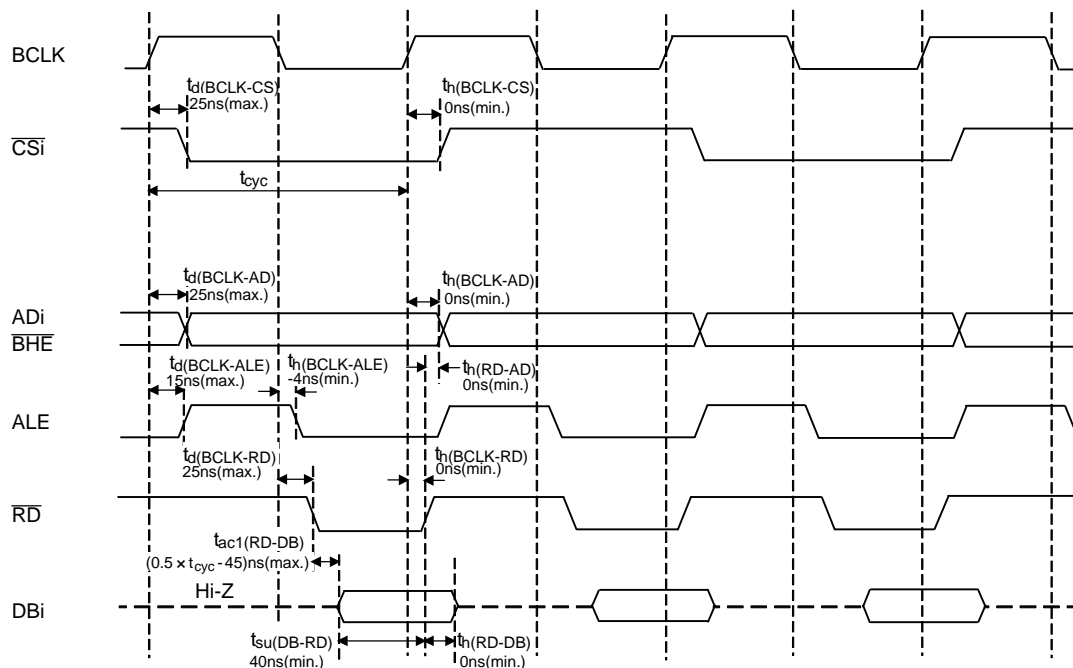 BCLK
td(BCLK-CS)
25ns(max.)
th(BCLK-CS)
0ns(min.)
CSi
tcyc
td(BCLK-AD)
25ns(max.)
th(BCLK-AD)
0ns(min.)
ADi
BHE
td(BCLK-ALE)
15ns(max.)
th(BCLK-ALE)
-4ns(min.)
th(RD-AD)
0ns(min.)
ALE
td(BCLK-RD)
25ns(max.)
th(BCLK-RD)
0ns(min.)
RD
tac1(RD-DB)
(0.5 × tcyc -45)ns(max.)
Hi-Z
DBi
tsu(DB-RD)
40ns(min.)
th(RD-DB)
0ns(min.)